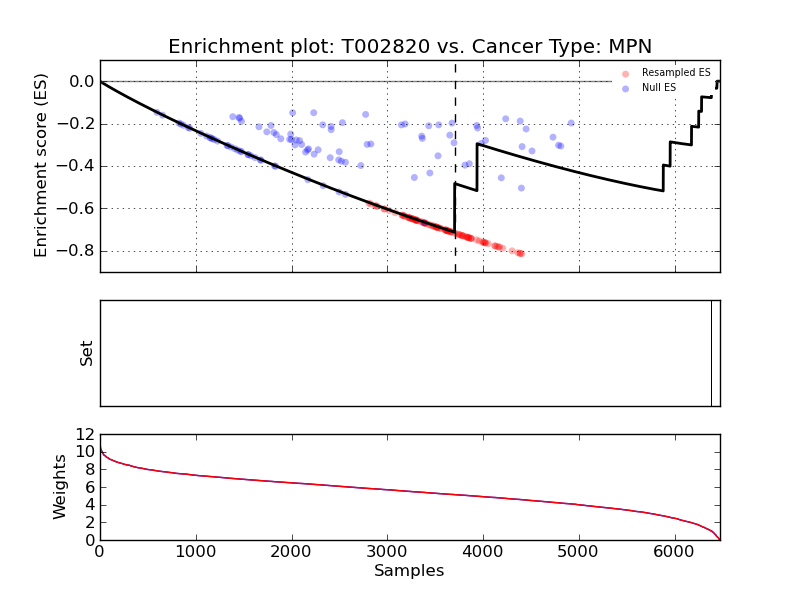 Enrichment plot: T002820 vs. Cancer Type: MPN
Enrichment score (ES)
0.0
−0.2
−0.4
−0.6
−0.8
Resampled ES
Null ES
Set
Weights
12
10
8
6
4
2
0
0 1000 2000 3000 4000 5000 6000
Samples